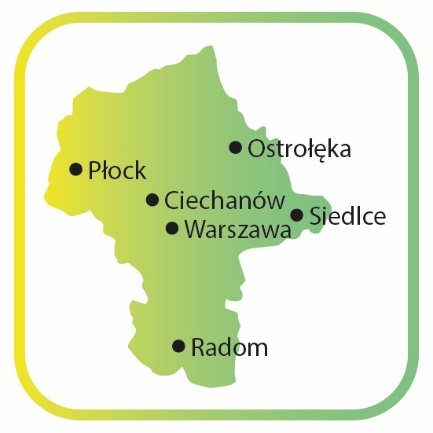 Ostrołęka
Płock
Ciechanów
Siedlce
Warszawa
Radom